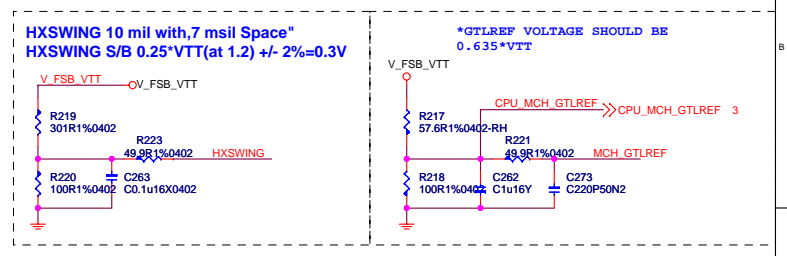 HXSWING 10 mil with,7 msil Space"
HXSWING S/B 0.25*VTT(at 1.2) +/- 2%=0.3V
V_FSB_VTT
V_FSB_VTT
R219
301R1%0402
R223
49.9R1%0402
HXSWING
R220
100R1%0402
C263
C0.1u16X0402
*GTLREF VOLTAGE SHOULD BE
0.635*VTT
V_FSB_VTT
CPU_MCH_GTLREF
CPU_MCH_GTLREF 3
R217
57.6R1%0402-RH
R221
49.9R1%0402
MCH_GTLREF
R218
100R1%0402
C262
C1u16Y
C273
C220P50N2
B